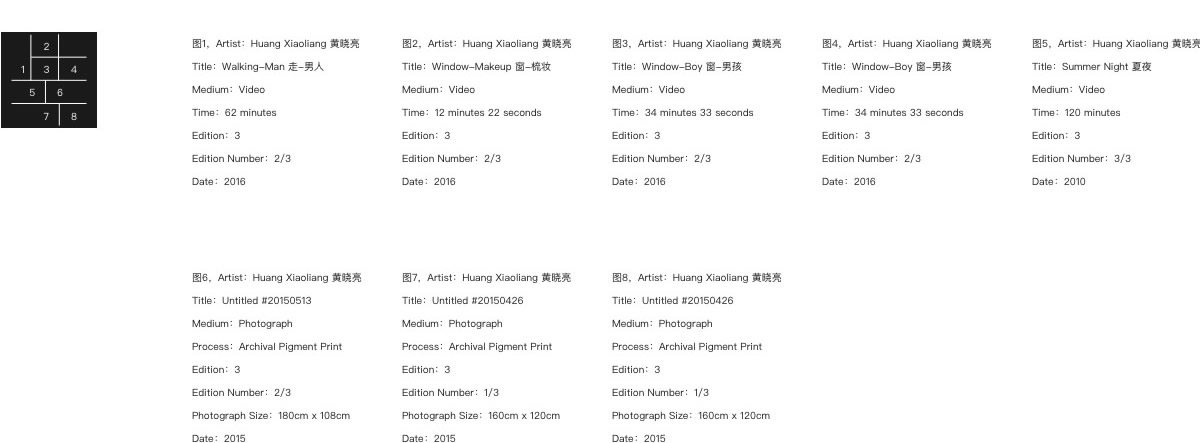 2
1 3 4
5 6
7 8
图1，Artist：Huang Xiaoliang 黄晓亮
Title：Walking-Man 走-男人
Medium：Video
Time：62 minutes
Edition：3
Edition Number：2/3
Date：2016
图2，Artist：Huang Xiaoliang 黄晓亮
Title：Window-Makeup 窗-梳妆
Medium：Video
Time：12 minutes 22 seconds
Edition：3
Edition Number：2/3
Date：2016
图3，Artist：Huang Xiaoliang 黄晓亮
Title：Window-Boy 窗-男孩
Medium：Video
Time：34 minutes 33 seconds
Edition：3
Edition Number：2/3
Date：2016
图4，Artist：Huang Xiaoliang 黄晓亮
Title：Window-Boy 窗-男孩
Medium：Video
Time：34 minutes 33 seconds
Edition：3
Edition Number：2/3
Date：2016
图5，Artist：Huang Xiaoliang 黄晓亮
Title：Summer Night 夏夜
Medium：Video
Time：120 minutes
Edition：3
Edition Number：3/3
Date：2010
图6，Artist：Huang Xiaoliang 黄晓亮
Title：Untitled #20150513
Medium：Photograph
Process：Archival Pigment Print
Edition：3
Edition Number：2/3
Photograph Size：180cm x 108cm
Date：2015
图7，Artist：Huang Xiaoliang 黄晓亮
Title：Untitled #20150426
Medium：Photograph
Process：Archival Pigment Print
Edition：3
Edition Number：1/3
Photograph Size：160cm x 120cm
Date：2015
图8，Artist：Huang Xiaoliang 黄晓亮
Title：Untitled #20150426
Medium：Photograph
Process：Archival Pigment Print
Edition：3
Edition Number：1/3
Photograph Size：160cm x 120cm
Date：2015